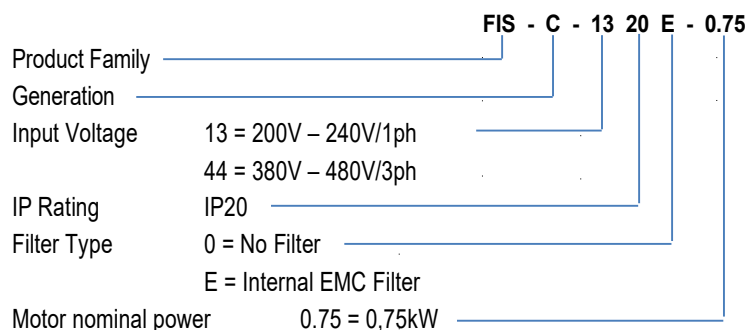 FIS - C - 13 20 E - 0.75
Product Family
Generation
Input Voltage 13 = 200V – 240V/1ph
44 = 380V – 480V/3ph
IP Rating IP20
Filter Type 0 = No Filter
E = Internal EMC Filter
Motor nominal power 0.75 = 0,75kW